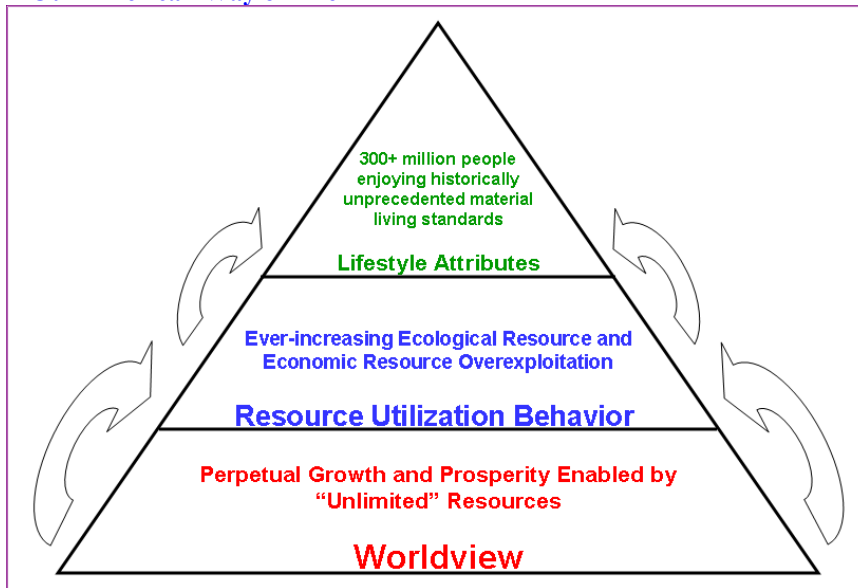 Way
300+ million people
enjoying historically
unprecedented material
living standards
Lifestyle Attributes
Ever-increasing Ecological Resource and
Economic Resource Overexploitation
Resource Utilization Behavior
Perpetual Growth and Prosperity Enabled by
“Unlimited” Resources
Worldview